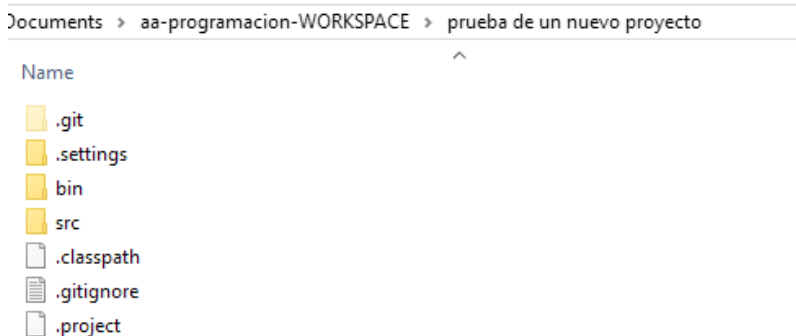 Documents > aa-programacion-WORKSPACE > prueba de un nuevo proyecto
Name
.git
.settings
bin
src
.classpath
.gitignore
.project